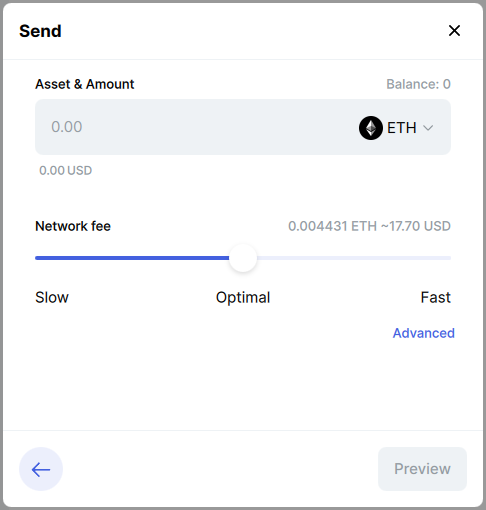 Send
Asset & Amount Balance: 0
0.00 ETH
0.00 USD
Network fee 0.004431 ETH ~17.70 USD
Slow Optimal Fast
Advanced
Preview